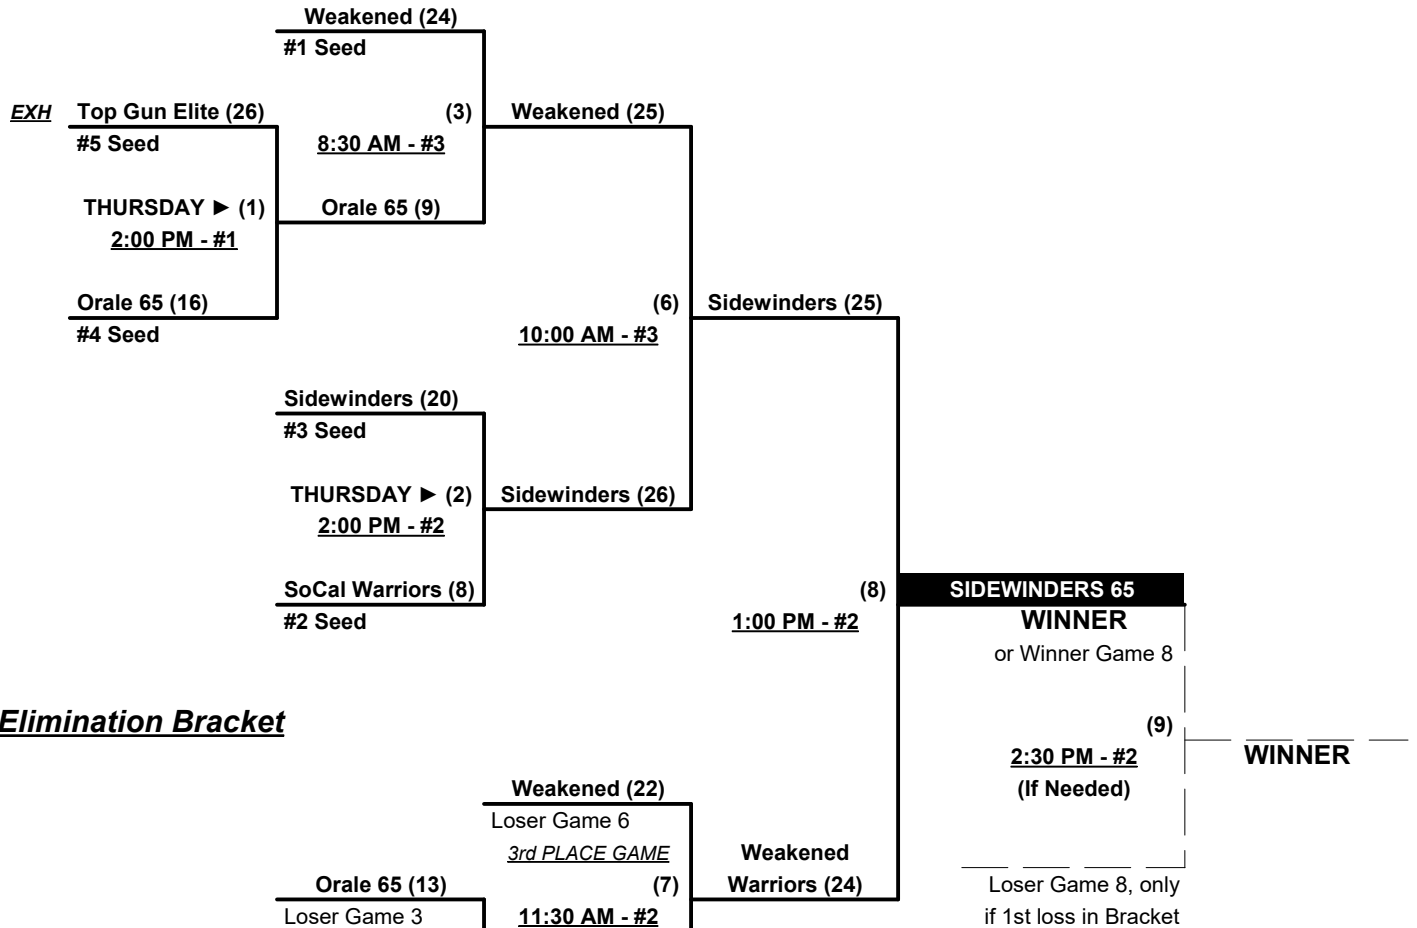 Weakened (24)
#1 Seed
EXH Top Gun Elite (26) (3) Weakened (25)
#5 Seed 8:30 AM - #3
THURSDAY ► (1) Orale 65 (9)
2:00 PM - #1
Orale 65 (16) (6) Sidewinders (25)
#4 Seed 10:00 AM - #3
Sidewinders (20)
#3 Seed
THURSDAY ► (2) Sidewinders (26)
2:00 PM - #2
SoCal Warriors (8) (8) SIDEWINDERS 65
#2 Seed 1:00 PM - #2 WINNER
or Winner Game 8
Elimination Bracket (9)
2:30 PM - #2 WINNER
Weakened (22) (If Needed)
Loser Game 6
3rd PLACE GAME Weakened
Orale 65 (13) (7) Warriors (24) Loser Game 8, only
Loser Game 3 11:30 AM - #2 if 1st loss in Bracket